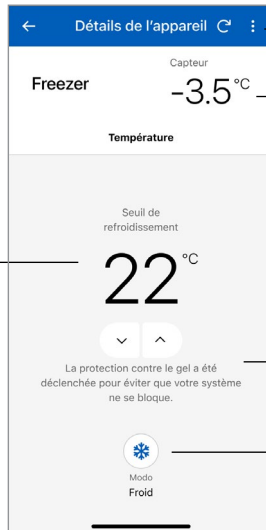 Détails de l'appareil
Capteur
Freezer
-3.5°C
Température
Seuil de
refroidissement
22°C
La protection contre le gel a été
déclenchée pour éviter que votre système
ne se bloque.
Modo
Froid